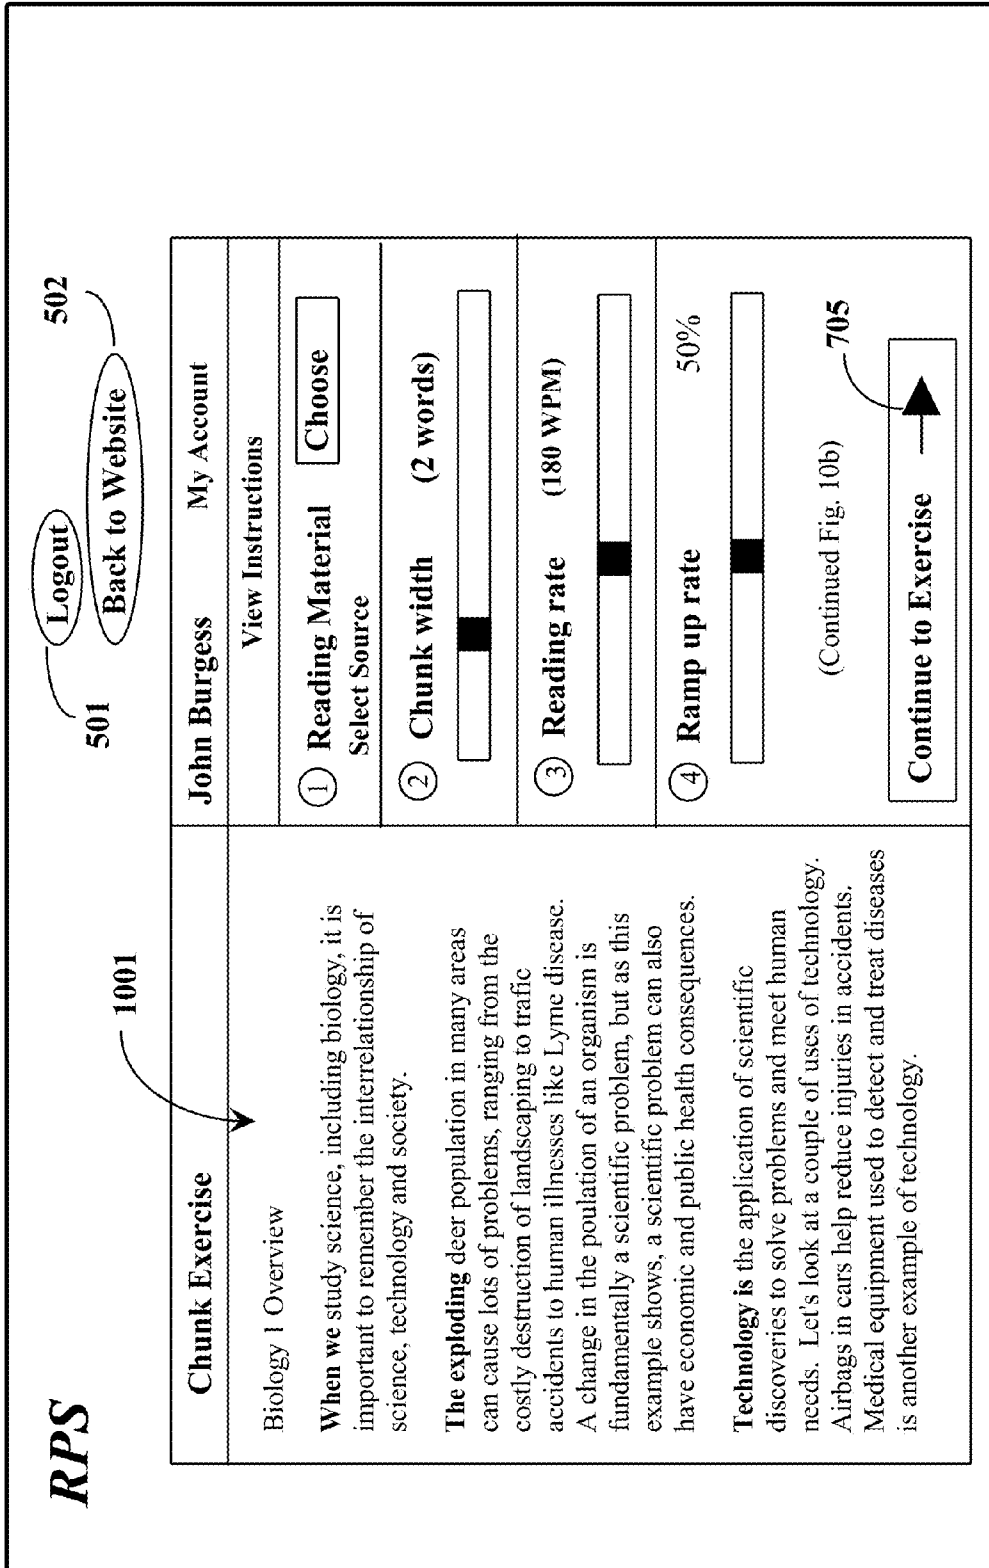 RPS
501
Logout
Back to Website
502
1001
Chunk Exercise
Biology 1 Overview
When we study science, including biology, it is
important to remember the interrelationship of
science, technology and society.
The exploding deer population in many areas
can cause lots of problems, ranging from the
costly destruction of landscaping to trafic
accidents to human illnesses like Lyme disease.
A change in the poulation of an organism is
fundamentally a scientific problem, but as this
example shows, a scientific problem can also
have economic and public health consequences.
Technology is the application of scientific
discoveries to solve problems and meet human
needs. Let's look at a couple of uses of technology.
Airbags in cars help reduce injuries in accidents.
Medical equipment used to detect and treat diseases
is another example of technology.
John Burgess My Account
View Instructions
1 Reading Material Choose
Select Source
2 Chunk width (2 words)
3 Reading rate (180 WPM)
4 Ramp up rate 50%
(Continued Fig. 10b)
705
Continue to Exercise